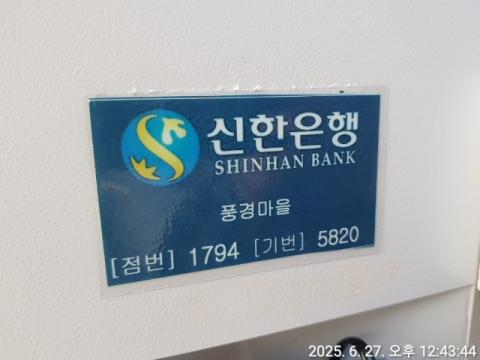 신한은행
SHINHAN BANK
풍경마을
[점번] 1794 [기번] 5820
2025. 6. 27. 오후 12:43:44